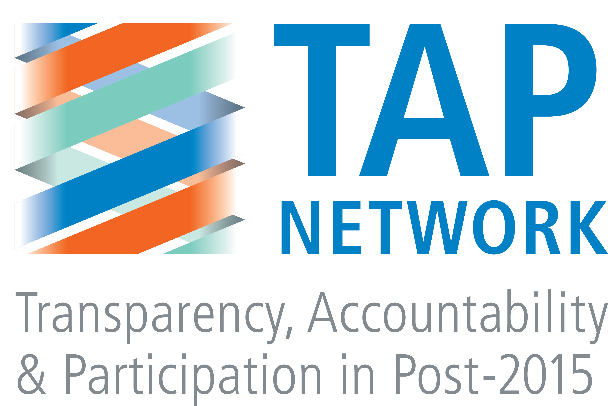 TAP
NETWORK
Transparency, Accountability
& Participation in Post-2015